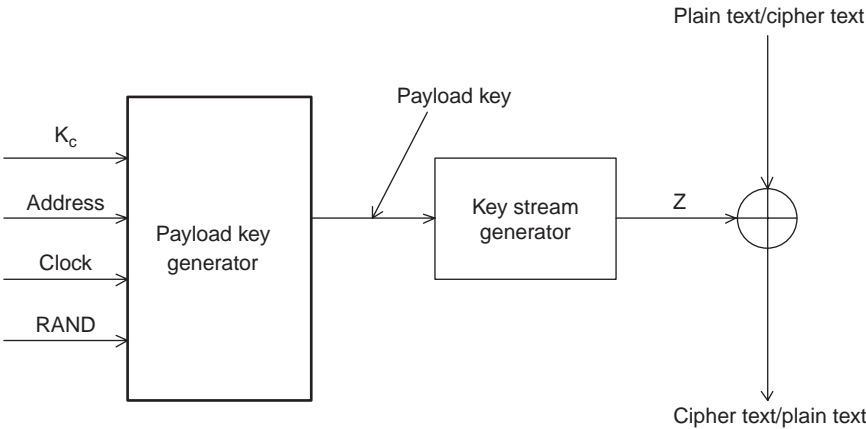 Plain text/cipher text
Payload key
K_c
Address
Clock
RAND
Payload key
generator
Key stream
generator
Z
Cipher text/plain text